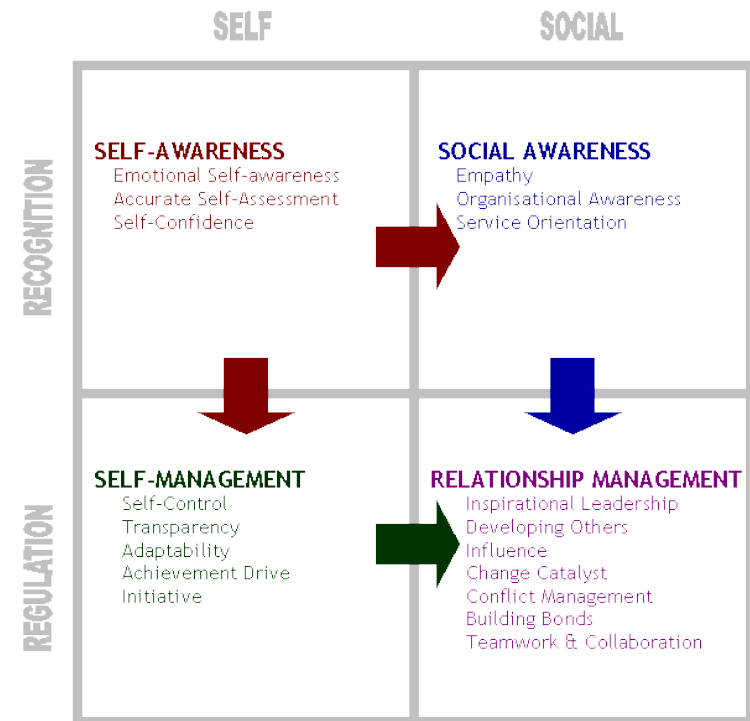 SELF
SOCIAL
RECOGNITION
SELF-AWARENESS
Emotional Self-awareness
Accurate Self-Assessment
Self-Confidence
SOCIAL AWARENESS
Empathy
Organisational Awareness
Service Orientation
REGULATION
SELF-MANAGEMENT
Self-Control
Transparency
Adaptability
Achievement Drive
Initiative
RELATIONSHIP MANAGEMENT
Inspirational Leadership
Developing Others
Influence
Change Catalyst
Conflict Management
Building Bonds
Teamwork & Collaboration